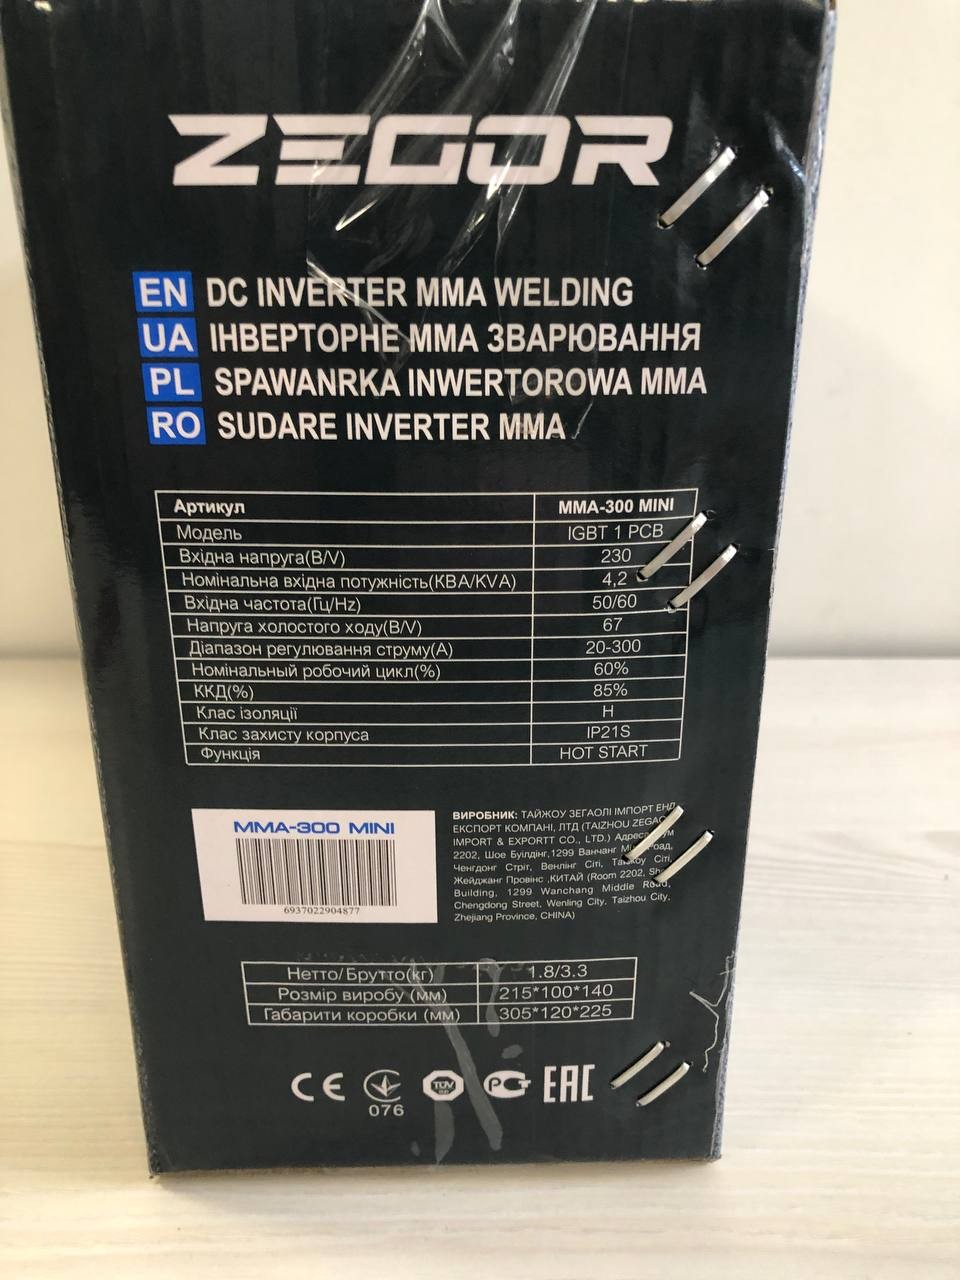 ZEGOR
EN DC INVERTER MMA WELDING
UA ІНВЕРТОРНЕ ММА ЗВАРЮВАННЯ
PL SPAWANRKA INWERTOROWA MMA
RO SUDARE INVERTER MMA
Артикул MMA-300 MINI
Модель IGBT 1 PCB
Вхідна напруга(В/V) 230
Номінальна вхідна потужність(КВА/KVA) 4,2
Вхідна частота(Гц/Hz) 50/60
Напруга холостого ходу(В/V) 67
Діапазон регулювання струму(А) 20-300
Номінальный робочий цикл(%) 60%
ККД(%) 85%
Клас ізоляції H
Клас захисту корпуса IP21S
Функція HOT START
MMA-300 MINI
6937022904877
ВИРОБНИК: ТАЙЖОУ ЗЕГАОЛІ ІМПОРТ ЕНД
ЕКСПОРТ КОМПАНІ, ЛТД (TAIZHOU
IMPORT & EXPORTT CO., LTD.)
2202, Шое Буілдінг,1299 Ванчанг
Ченгдонг Стріт, Венлінг Сіті, Сіті,
Жейджанг Провінс ,КИТАЙ (Room 2202,
Building, 1299 Wanchang Middle
Chengdong Street, Wenling City, Taizhou City,
Zhejiang Province, CHINA)
Нетто/Брутто(кг) 1.8/3.3
Розмір виробу (мм) 215*100*140
Габарити коробки (мм) 305*120*225
CE 076 TÜV РСТ EAC